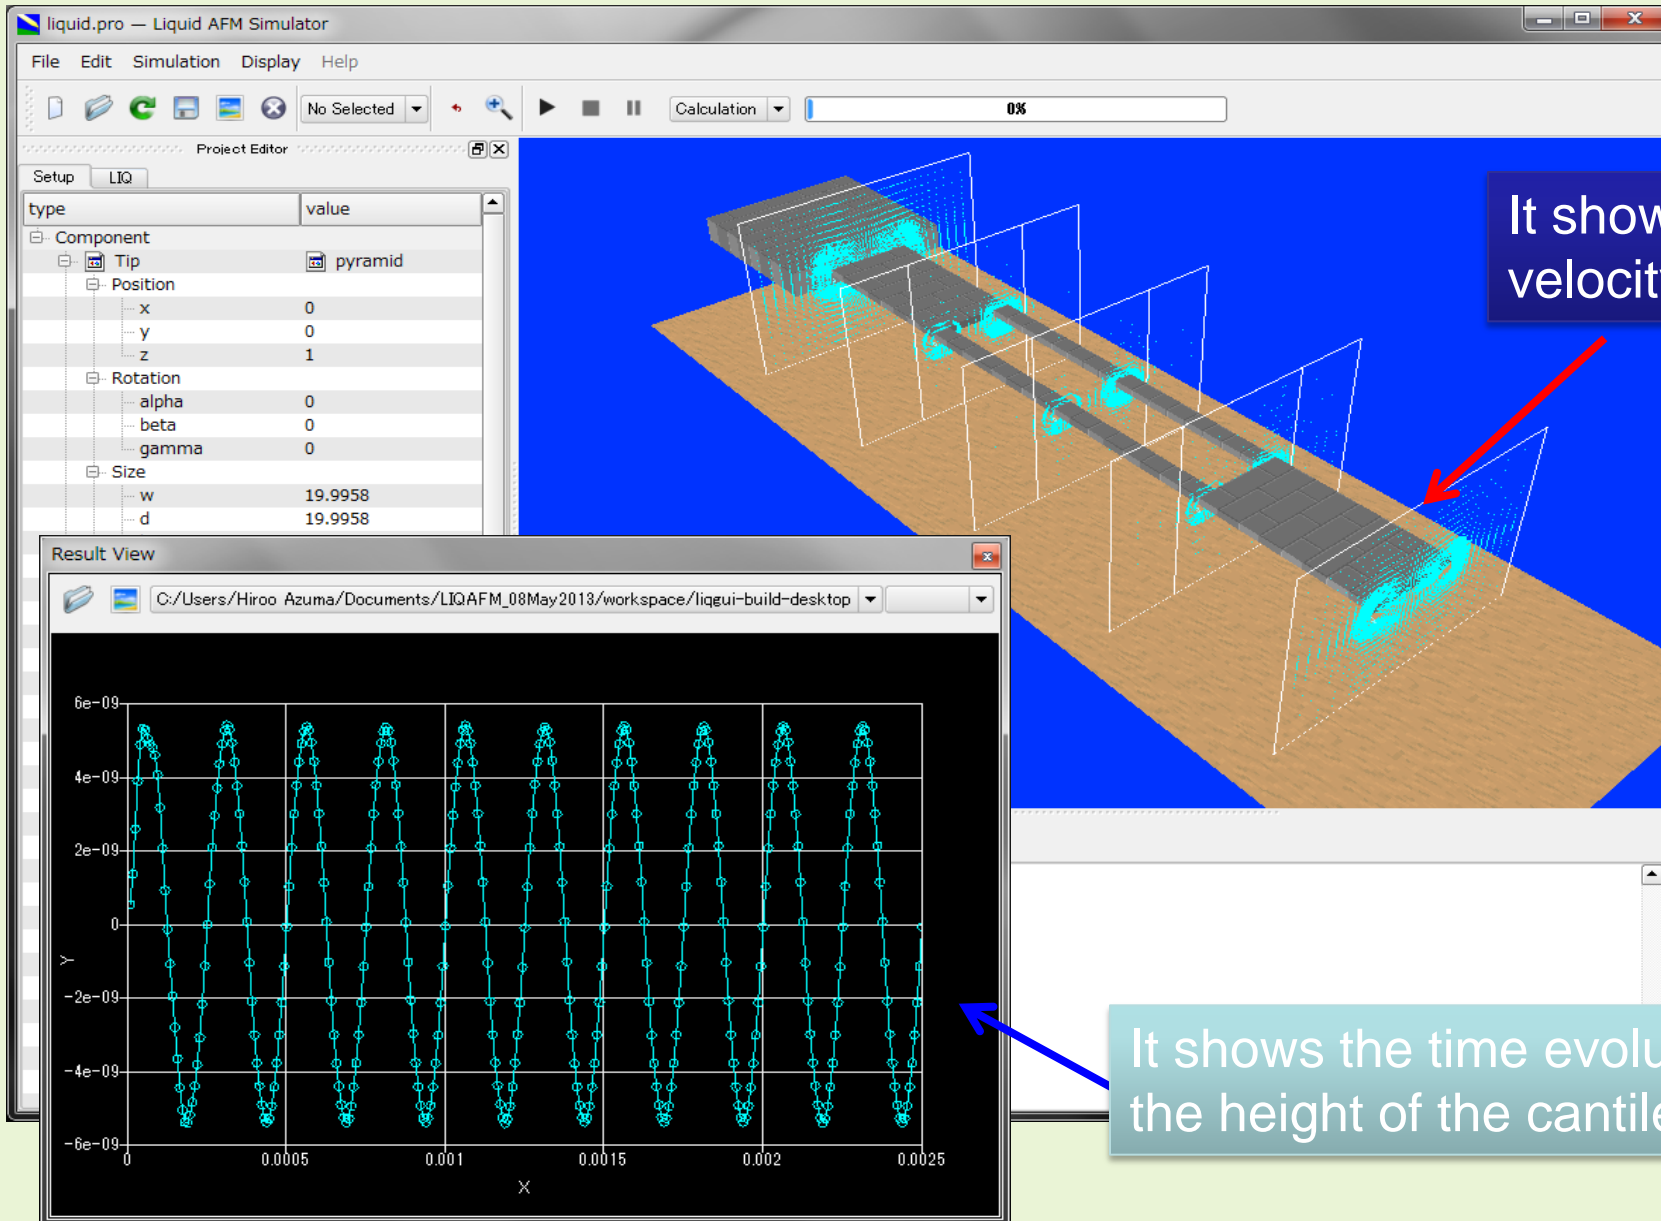 liquid.pro — Liquid AFM Simulator
File Edit Simulation Display Help
No Selected
Calculation
0%
Project Editor
Setup LIQ
type value
Component
Tip pyramid
Position
x 0
y 0
z 1
Rotation
alpha 0
beta 0
gamma 0
Size
w 19.9958
d 19.9958
It show
velocity
Result View
C:/Users/Hiroo Azuma/Documents/LIQAFM_08May2013/workspace/liqgui-build-desktop
6e-09
4e-09
2e-09
0
-2e-09
-4e-09
-6e-09
Y
0 0.0005 0.001 0.0015 0.002 0.0025
X
It shows the time evolu
the height of the cantile